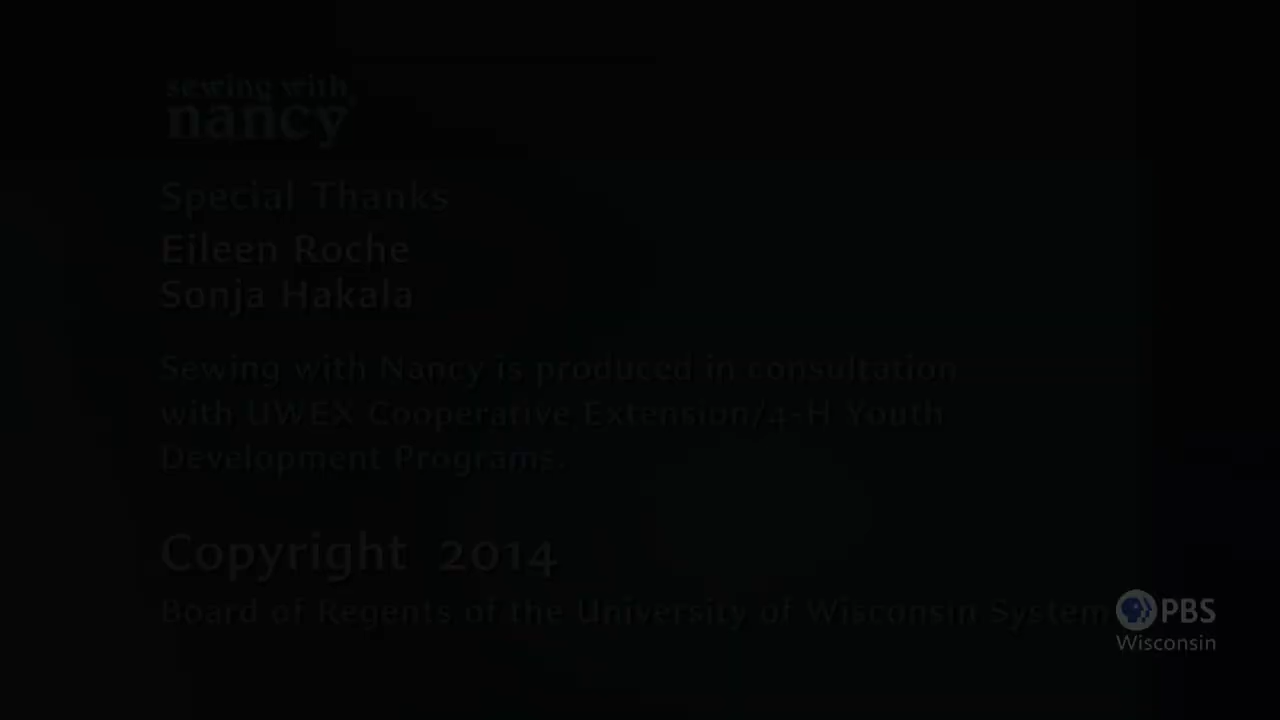 sewing with
nancy
Special Thanks
Eileen Roche
Sonja Hakala
Sewing with Nancy is produced in consultation
with UWEX Cooperative Extension/4-H Youth
Development Programs.
Copyright 2014
Board of Regents of the University of Wisconsin System
PBS
Wisconsin